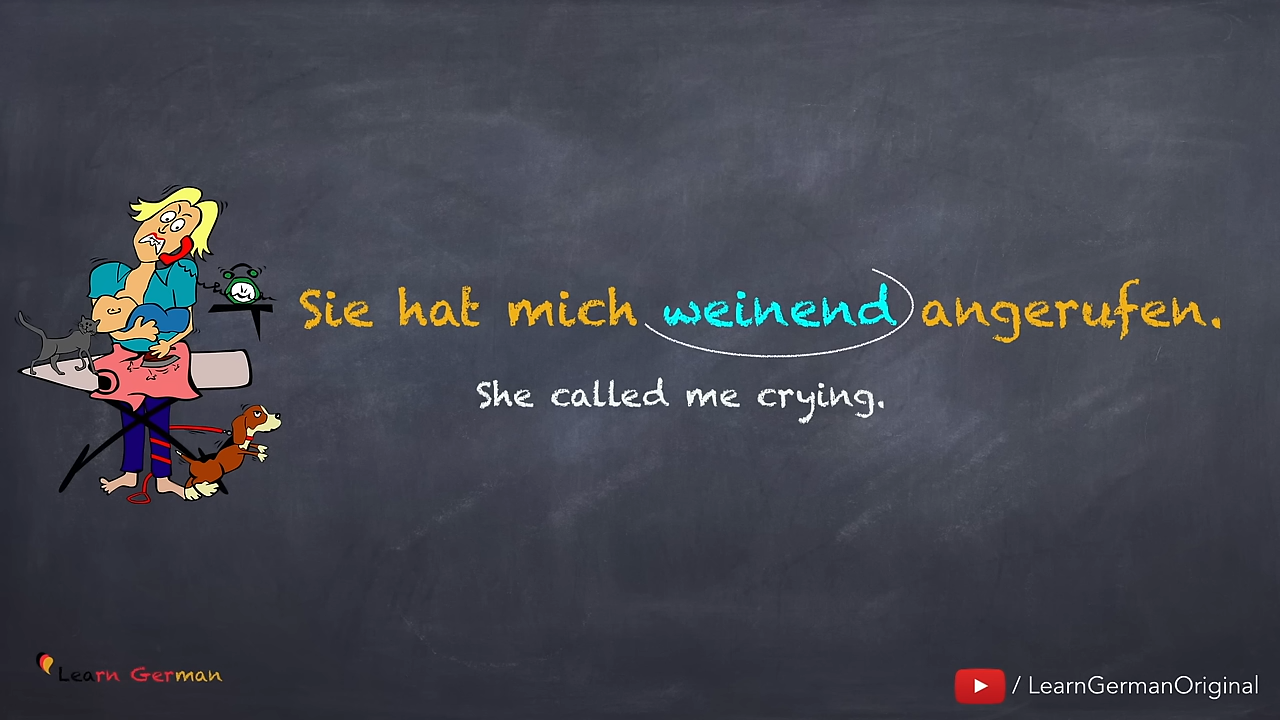 Sie hat mich weinend angerufen.
She called me crying.
Learn German
/ LearnGermanOriginal